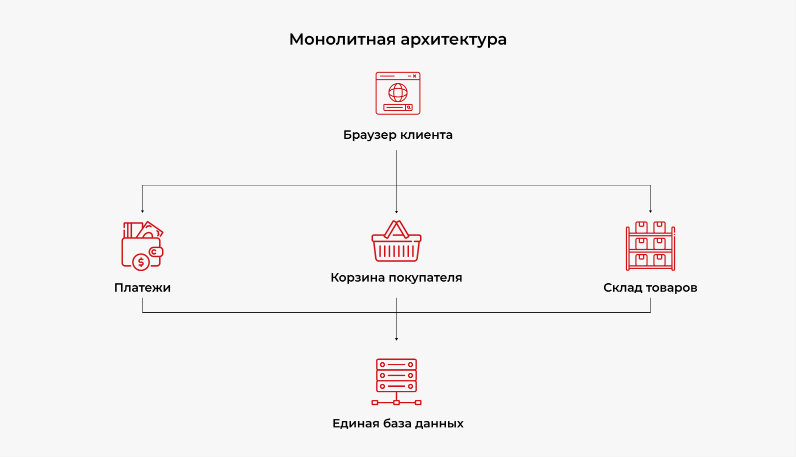 Монолитная архитектура
Браузер клиента
Платежи
Корзина покупателя
Склад товаров
Единая база данных